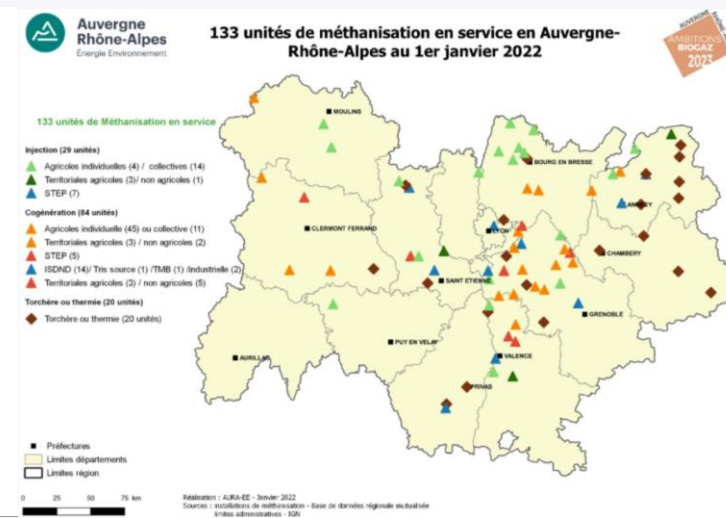 Auvergne
Rhône-Alpes
Énergie Environnement
133 unités de méthanisation en service en Auvergne-
Rhône-Alpes au 1er janvier 2022
AUVERGNE
RHÔNE-ALPES
AMBITIONS
BIOGAZ
2023
133 unités de Méthanisation en service
Injection (29 unités)
Agricoles individuelles (4) / collectives (14)
Territoriales agricoles (3)/ non agricoles (1)
STEP (7)
Cogénération (84 unités)
Agricoles individuelle (45) ou collective (11)
Territoriales agricoles (3) / non agricoles (2)
STEP (5)
ISDND (14)/ Tris source (1) /TMB (1) /industrielle (2)
Territoriales agricoles (3) / non agricoles (5)
Torchère ou thermie (20 unités)
Torchère ou thermie (20 unités)
Préfectures
Limites départements
Limites région
0 25 50 75 km
MOULINS
BOURG EN BRESSE
ANNECY
CLERMONT FERRAND
LYON
CHAMBERY
SAINT ETIENNE
GRENOBLE
PUY EN VELAY
AURILLAC
VALENCE
PRIVAS
Réalisation : AURA-EE - Janvier 2022
Sources : installations de méthanisation - Base de données régionale mutualisée
limites administratives - IGN